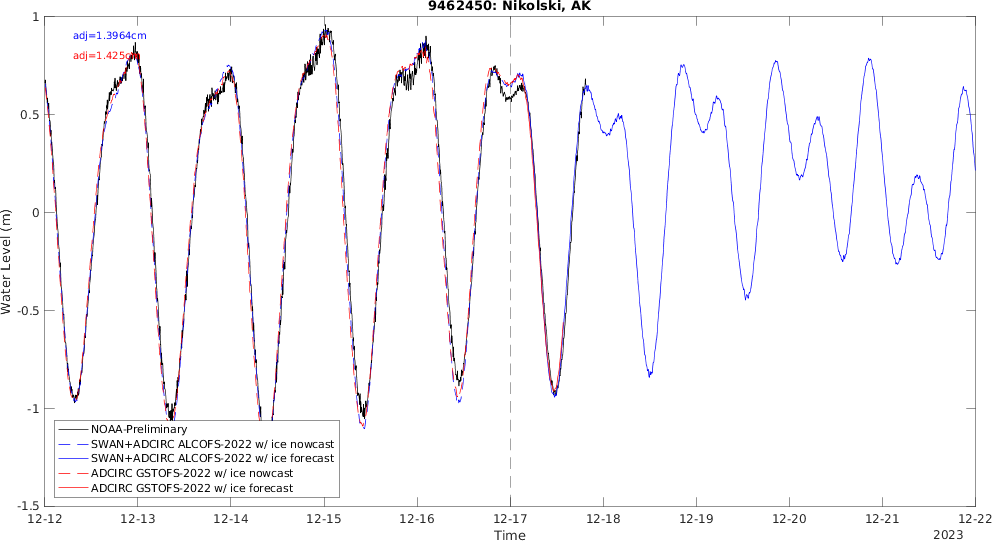 9462450: Nikolski, AK
adj=1.3964cm
adj=1.425cm
Water Level (m)
1
0.5
0
-0.5
-1
-1.5
NOAA-Preliminary
SWAN+ADCIRC ALCOFS-2022 w/ ice nowcast
SWAN+ADCIRC ALCOFS-2022 w/ ice forecast
ADCIRC GSTOFS-2022 w/ ice nowcast
ADCIRC GSTOFS-2022 w/ ice forecast
12-12 12-13 12-14 12-15 12-16 12-17 12-18 12-19 12-20 12-21 12-22
Time
2023